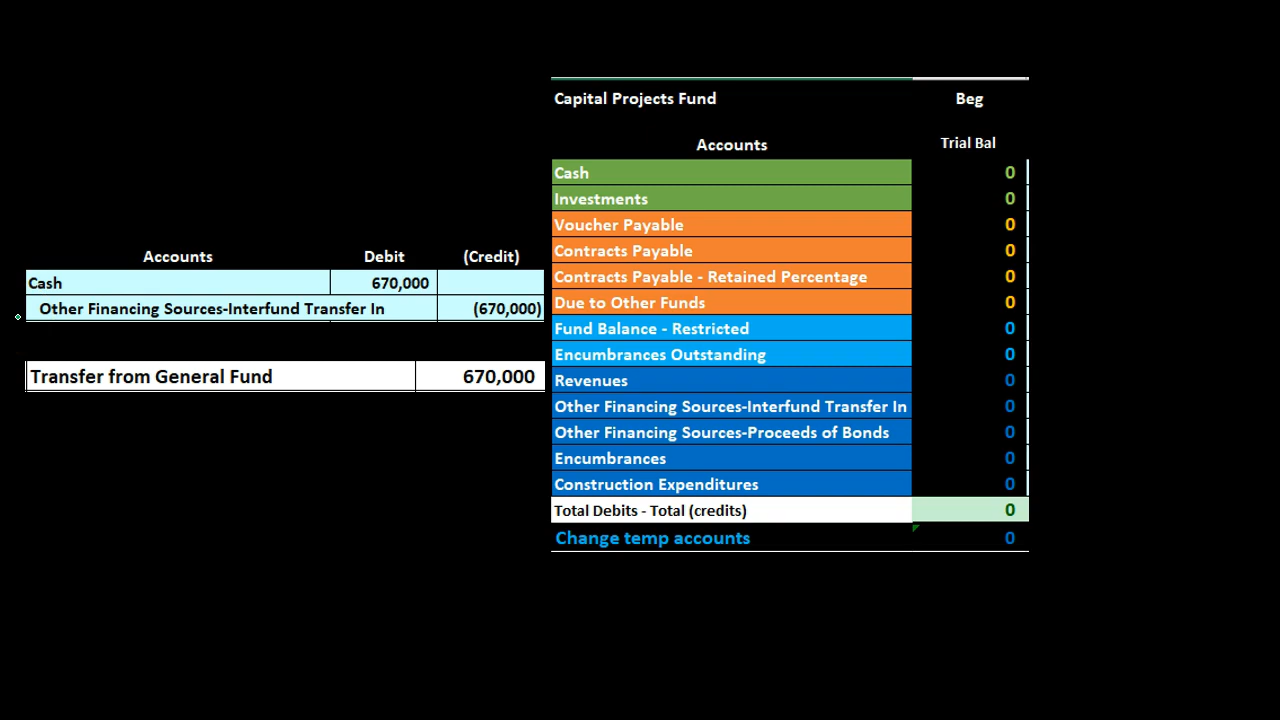 Accounts Debit (Credit)
Cash 670,000
Other Financing Sources-Interfund Transfer In (670,000)
Transfer from General Fund 670,000
Capital Projects Fund Beg
Accounts Trial Bal
Cash 0
Investments 0
Voucher Payable 0
Contracts Payable 0
Contracts Payable - Retained Percentage 0
Due to Other Funds 0
Fund Balance - Restricted 0
Encumbrances Outstanding 0
Revenues 0
Other Financing Sources-Interfund Transfer In 0
Other Financing Sources-Proceeds of Bonds 0
Encumbrances 0
Construction Expenditures 0
Total Debits - Total (credits) 0
Change temp accounts 0